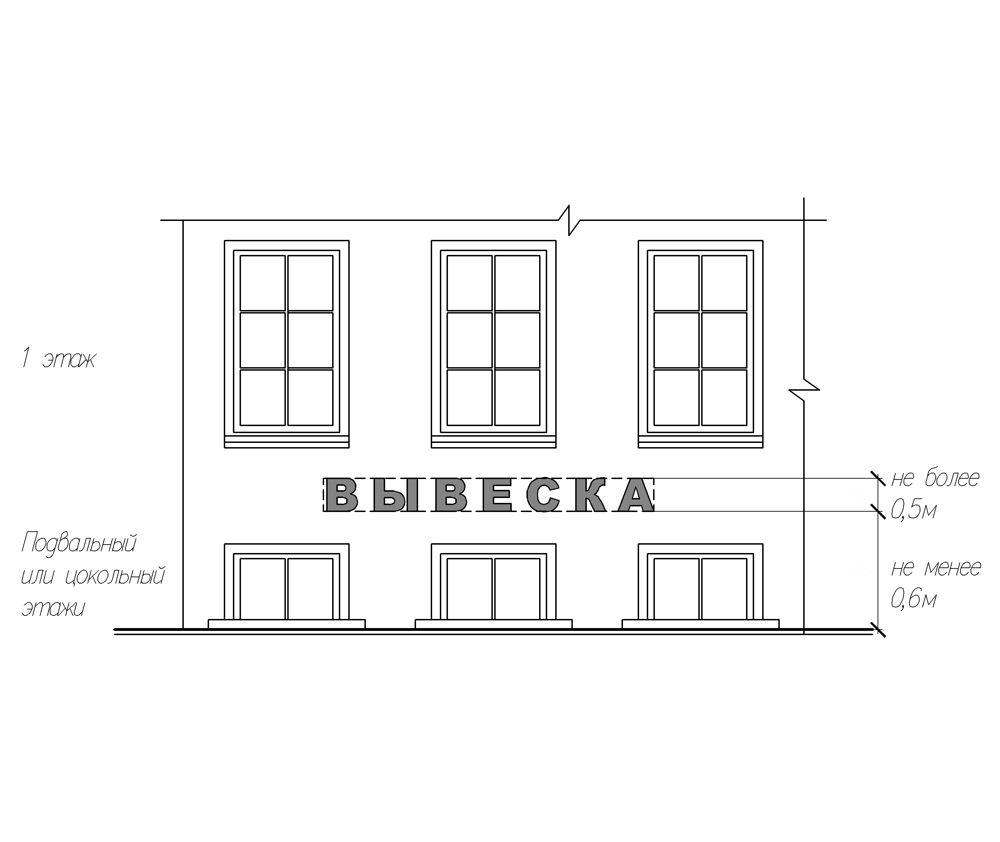 1 этаж
ВЫВЕСКА
не более
0,5м
Подвальный
или цокольный
этажи
не менее
0,6м